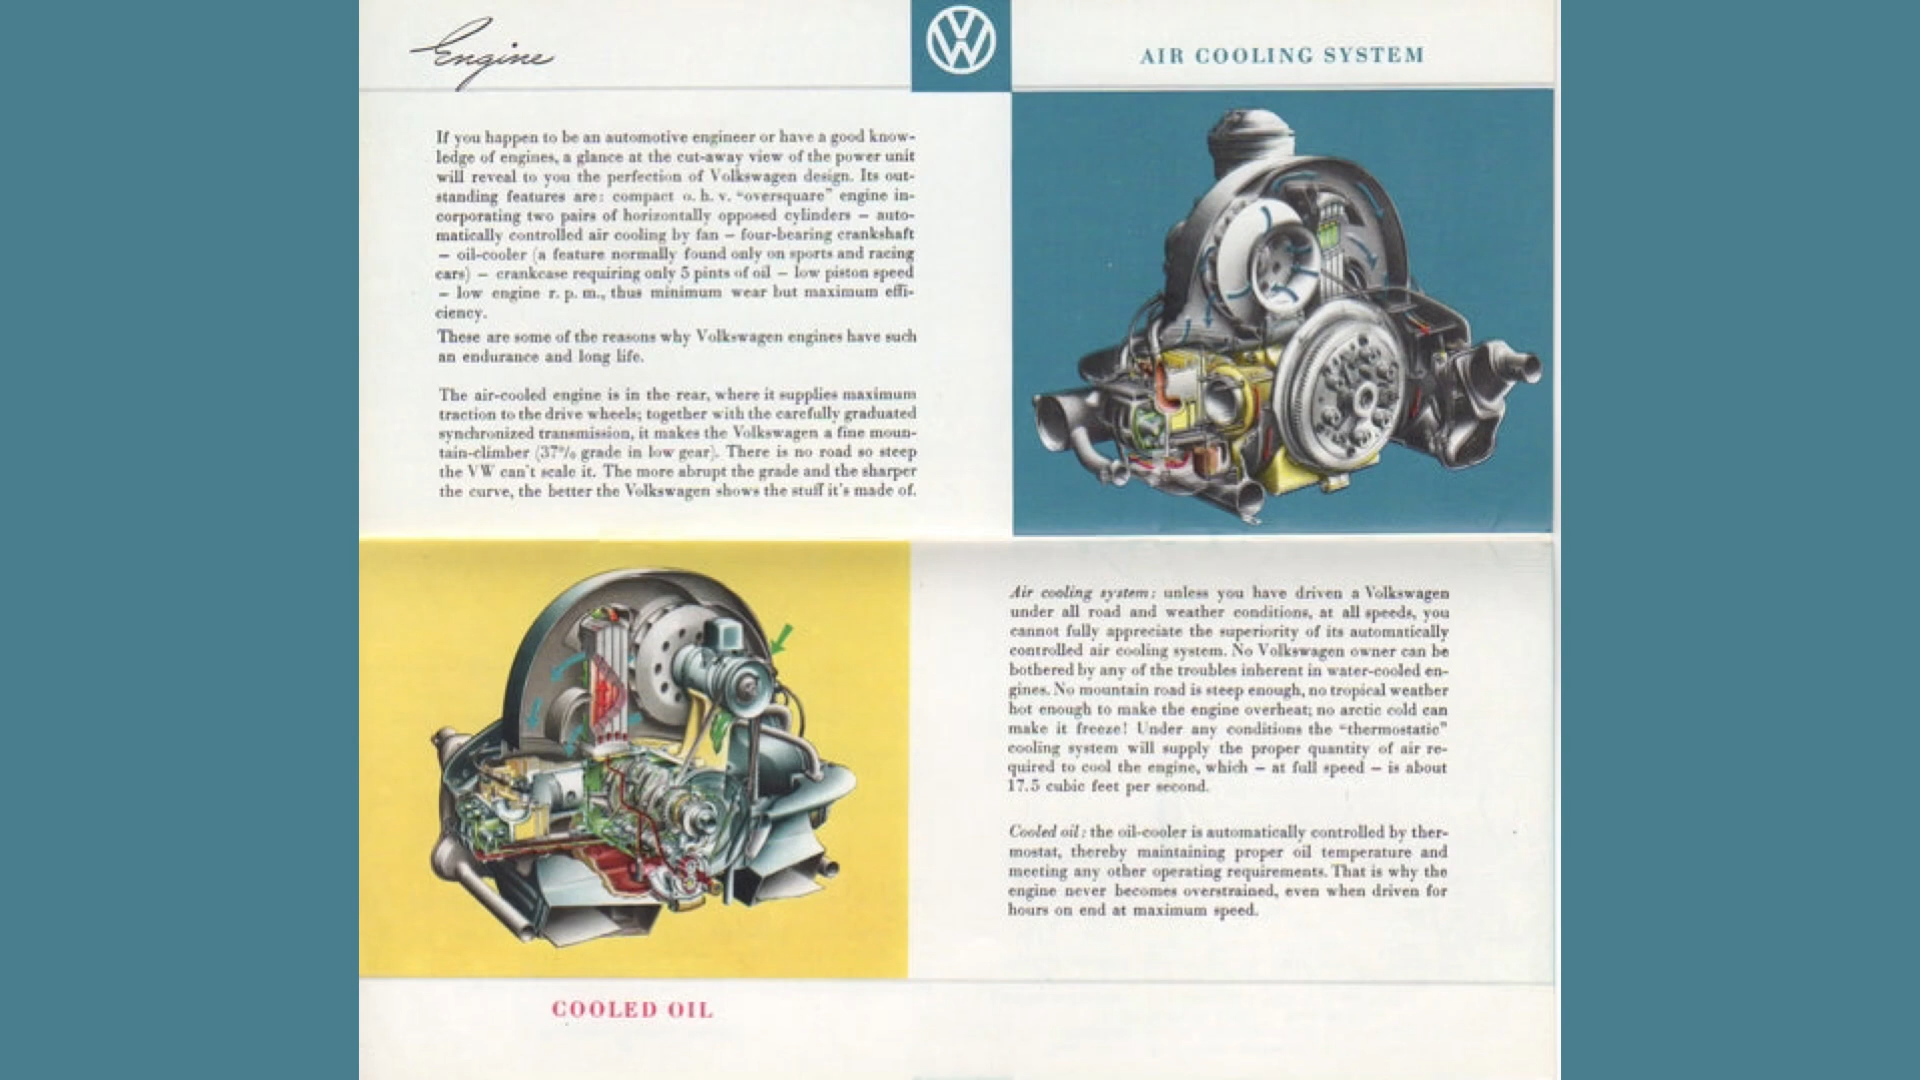 Engine
AIR COOLING SYSTEM
If you happen to be an automotive engineer or have a good know-
ledge of engines, a glance at the cut-away view of the power unit
will reveal to you the perfection of Volkswagen design. Its out-
standing features are: compact o. h. v. “oversquare” engine in-
corporating two pairs of horizontally opposed cylinders – auto-
matically controlled air cooling by fan – four-bearing crankshaft
– oil-cooler (a feature normally found only on sports and racing
cars) – crankcase requiring only 5 pints of oil – low piston speed
– low engine r. p. m., thus minimum wear but maximum effi-
ciency.
These are some of the reasons why Volkswagen engines have such
an endurance and long life.
The air-cooled engine is in the rear, where it supplies maximum
traction to the drive wheels; together with the carefully graduated
synchronized transmission, it makes the Volkswagen a fine moun-
tain-climber (37% grade in low gear). There is no road so steep
the VW can't scale it. The more abrupt the grade and the sharper
the curve, the better the Volkswagen shows the stuff it's made of.
Air cooling system: unless you have driven a Volkswagen
under all road and weather conditions, at all speeds, you
cannot fully appreciate the superiority of its automatically
controlled air cooling system. No Volkswagen owner can be
bothered by any of the troubles inherent in water-cooled en-
gines. No mountain road is steep enough, no tropical weather
hot enough to make the engine overheat; no arctic cold can
make it freeze! Under any conditions the “thermostatic”
cooling system will supply the proper quantity of air re-
quired to cool the engine, which – at full speed – is about
17.5 cubic feet per second.
Cooled oil: the oil-cooler is automatically controlled by ther-
mostat, thereby maintaining proper oil temperature and
meeting any other operating requirements. That is why the
engine never becomes overstrained, even when driven for
hours on end at maximum speed.
COOLED OIL